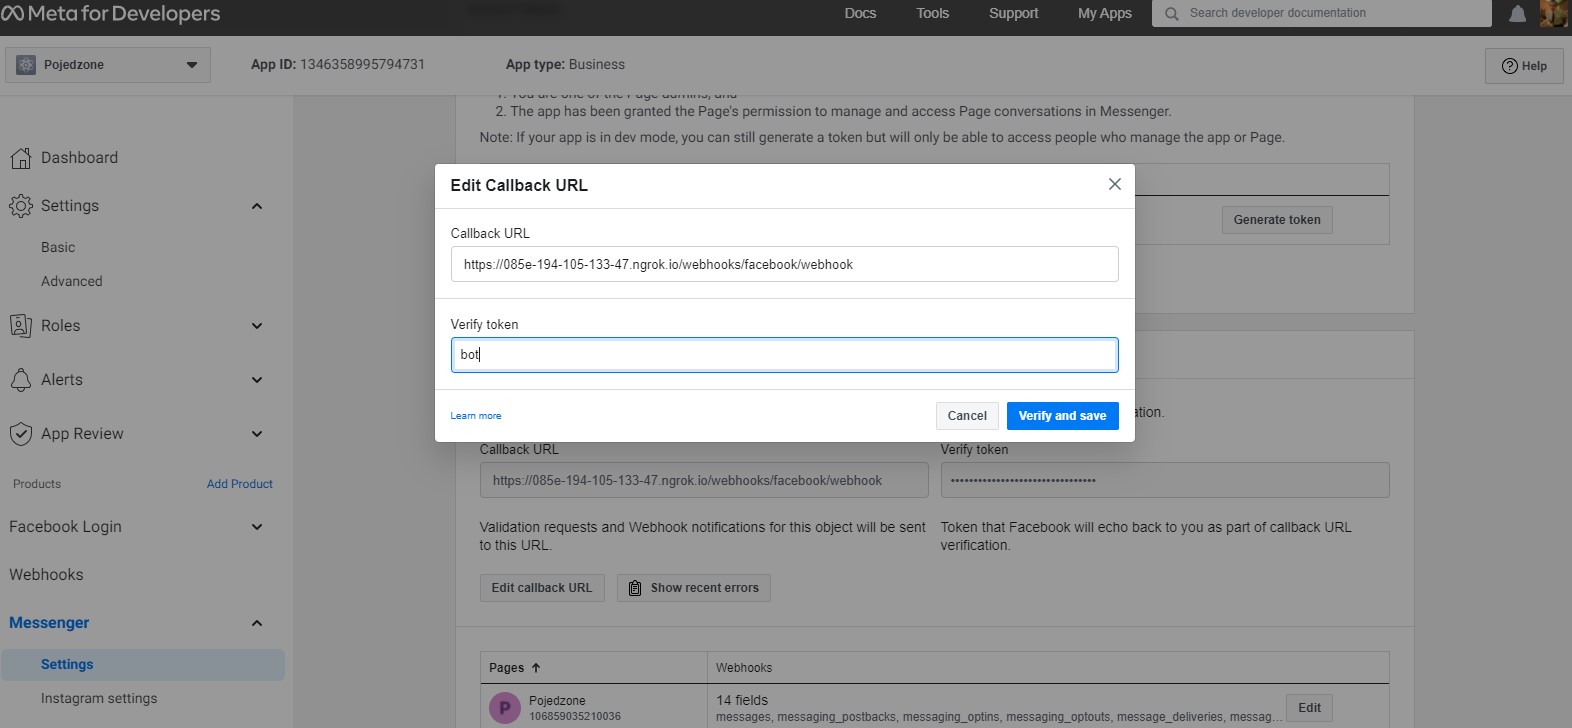 Meta for Developers
Docs
Tools
Support
My Apps
Search developer documentation
Pojedzone
App ID: 1346358995794731
App type: Business
Help
Dashboard
Settings
Basic
Advanced
Roles
Alerts
App Review
Products
Add Product
Facebook Login
Webhooks
Messenger
Settings
Instagram settings
1. You are one of the Page admins, and
2. The app has been granted the Page's permission to manage and access Page conversations in Messenger.
Note: If your app is in dev mode, you can still generate a token but will only be able to access people who manage the app or Page.
Generate token
Edit Callback URL
Callback URL
https://085e-194-105-133-47.ngrok.io/webhooks/facebook/webhook
Verify token
bot
Learn more
Cancel
Verify and save
ation.
Callback URL
Verify token
https://085e-194-105-133-47.ngrok.io/webhooks/facebook/webhook
••••••••••••••••••••••••••••••••
Validation requests and Webhook notifications for this object will be sent
to this URL.
Token that Facebook will echo back to you as part of callback URL
verification.
Edit callback URL
Show recent errors
Pages
Webhooks
P
Pojedzone
106859035210036
14 fields
messages, messaging_postbacks, messaging_optins, messaging_optouts, message_deliveries, messag...
Edit